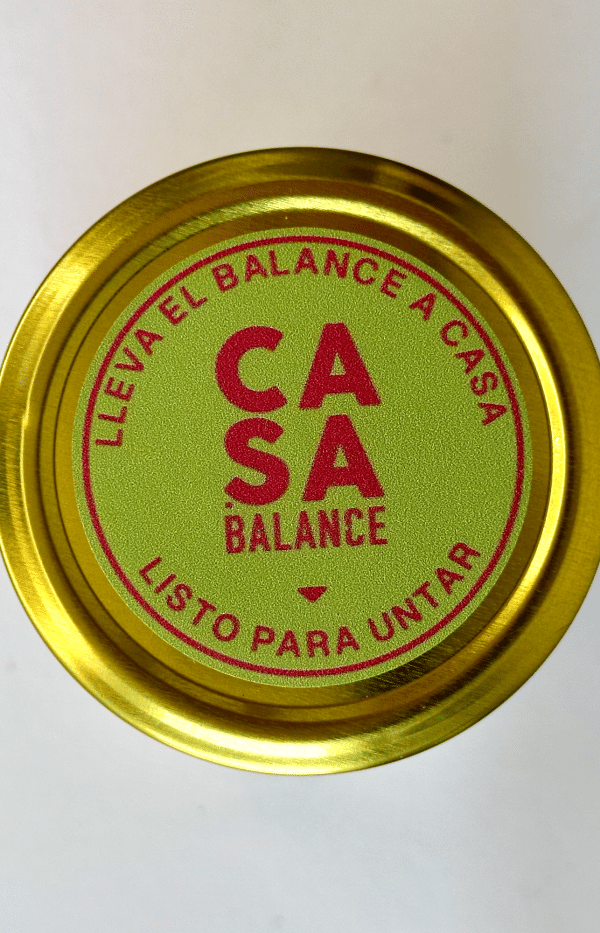 LLEVA EL BALANCE A CASA
CA
SA
BALANCE
LISTO PARA UNTAR